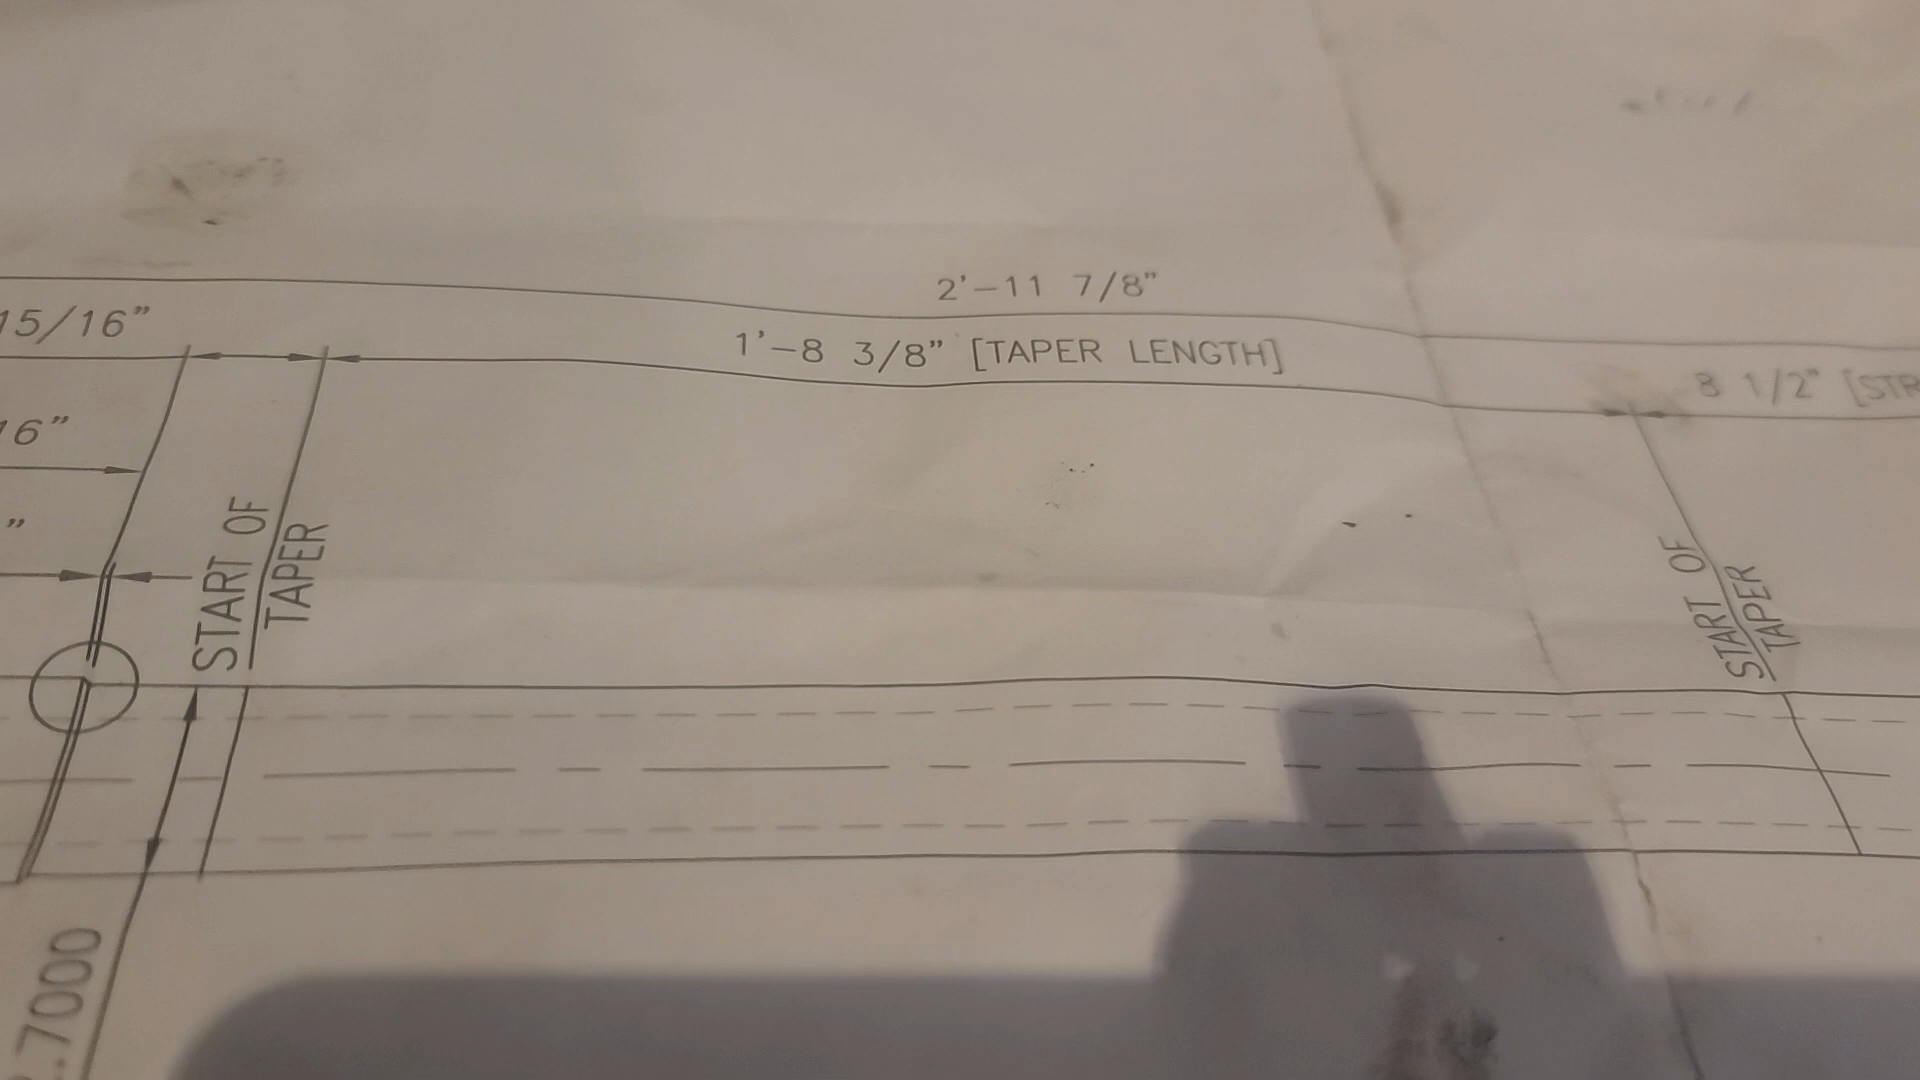 2'-11 7/8"
15/16"
1'-8 3/8" [TAPER LENGTH]
8 1/2" [STR
16"
"
START OF
TAPER
START OF
TAPER
.7000